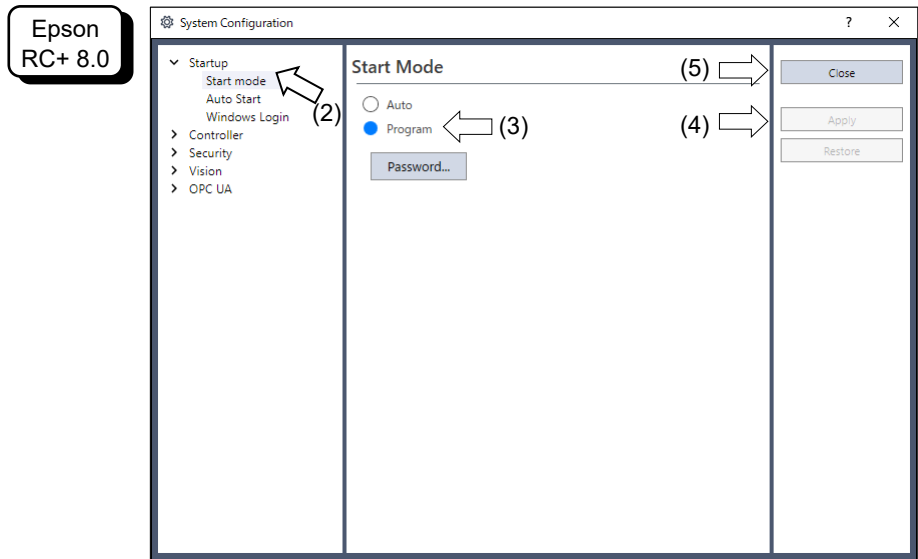 Epson
RC+ 8.0
System Configuration
?
Startup
Start mode
Auto Start
Windows Login
(2)
Controller
Security
Vision
OPC UA
Start Mode
Auto
Program
(3)
Password...
(5)
Close
(4)
Apply
Restore